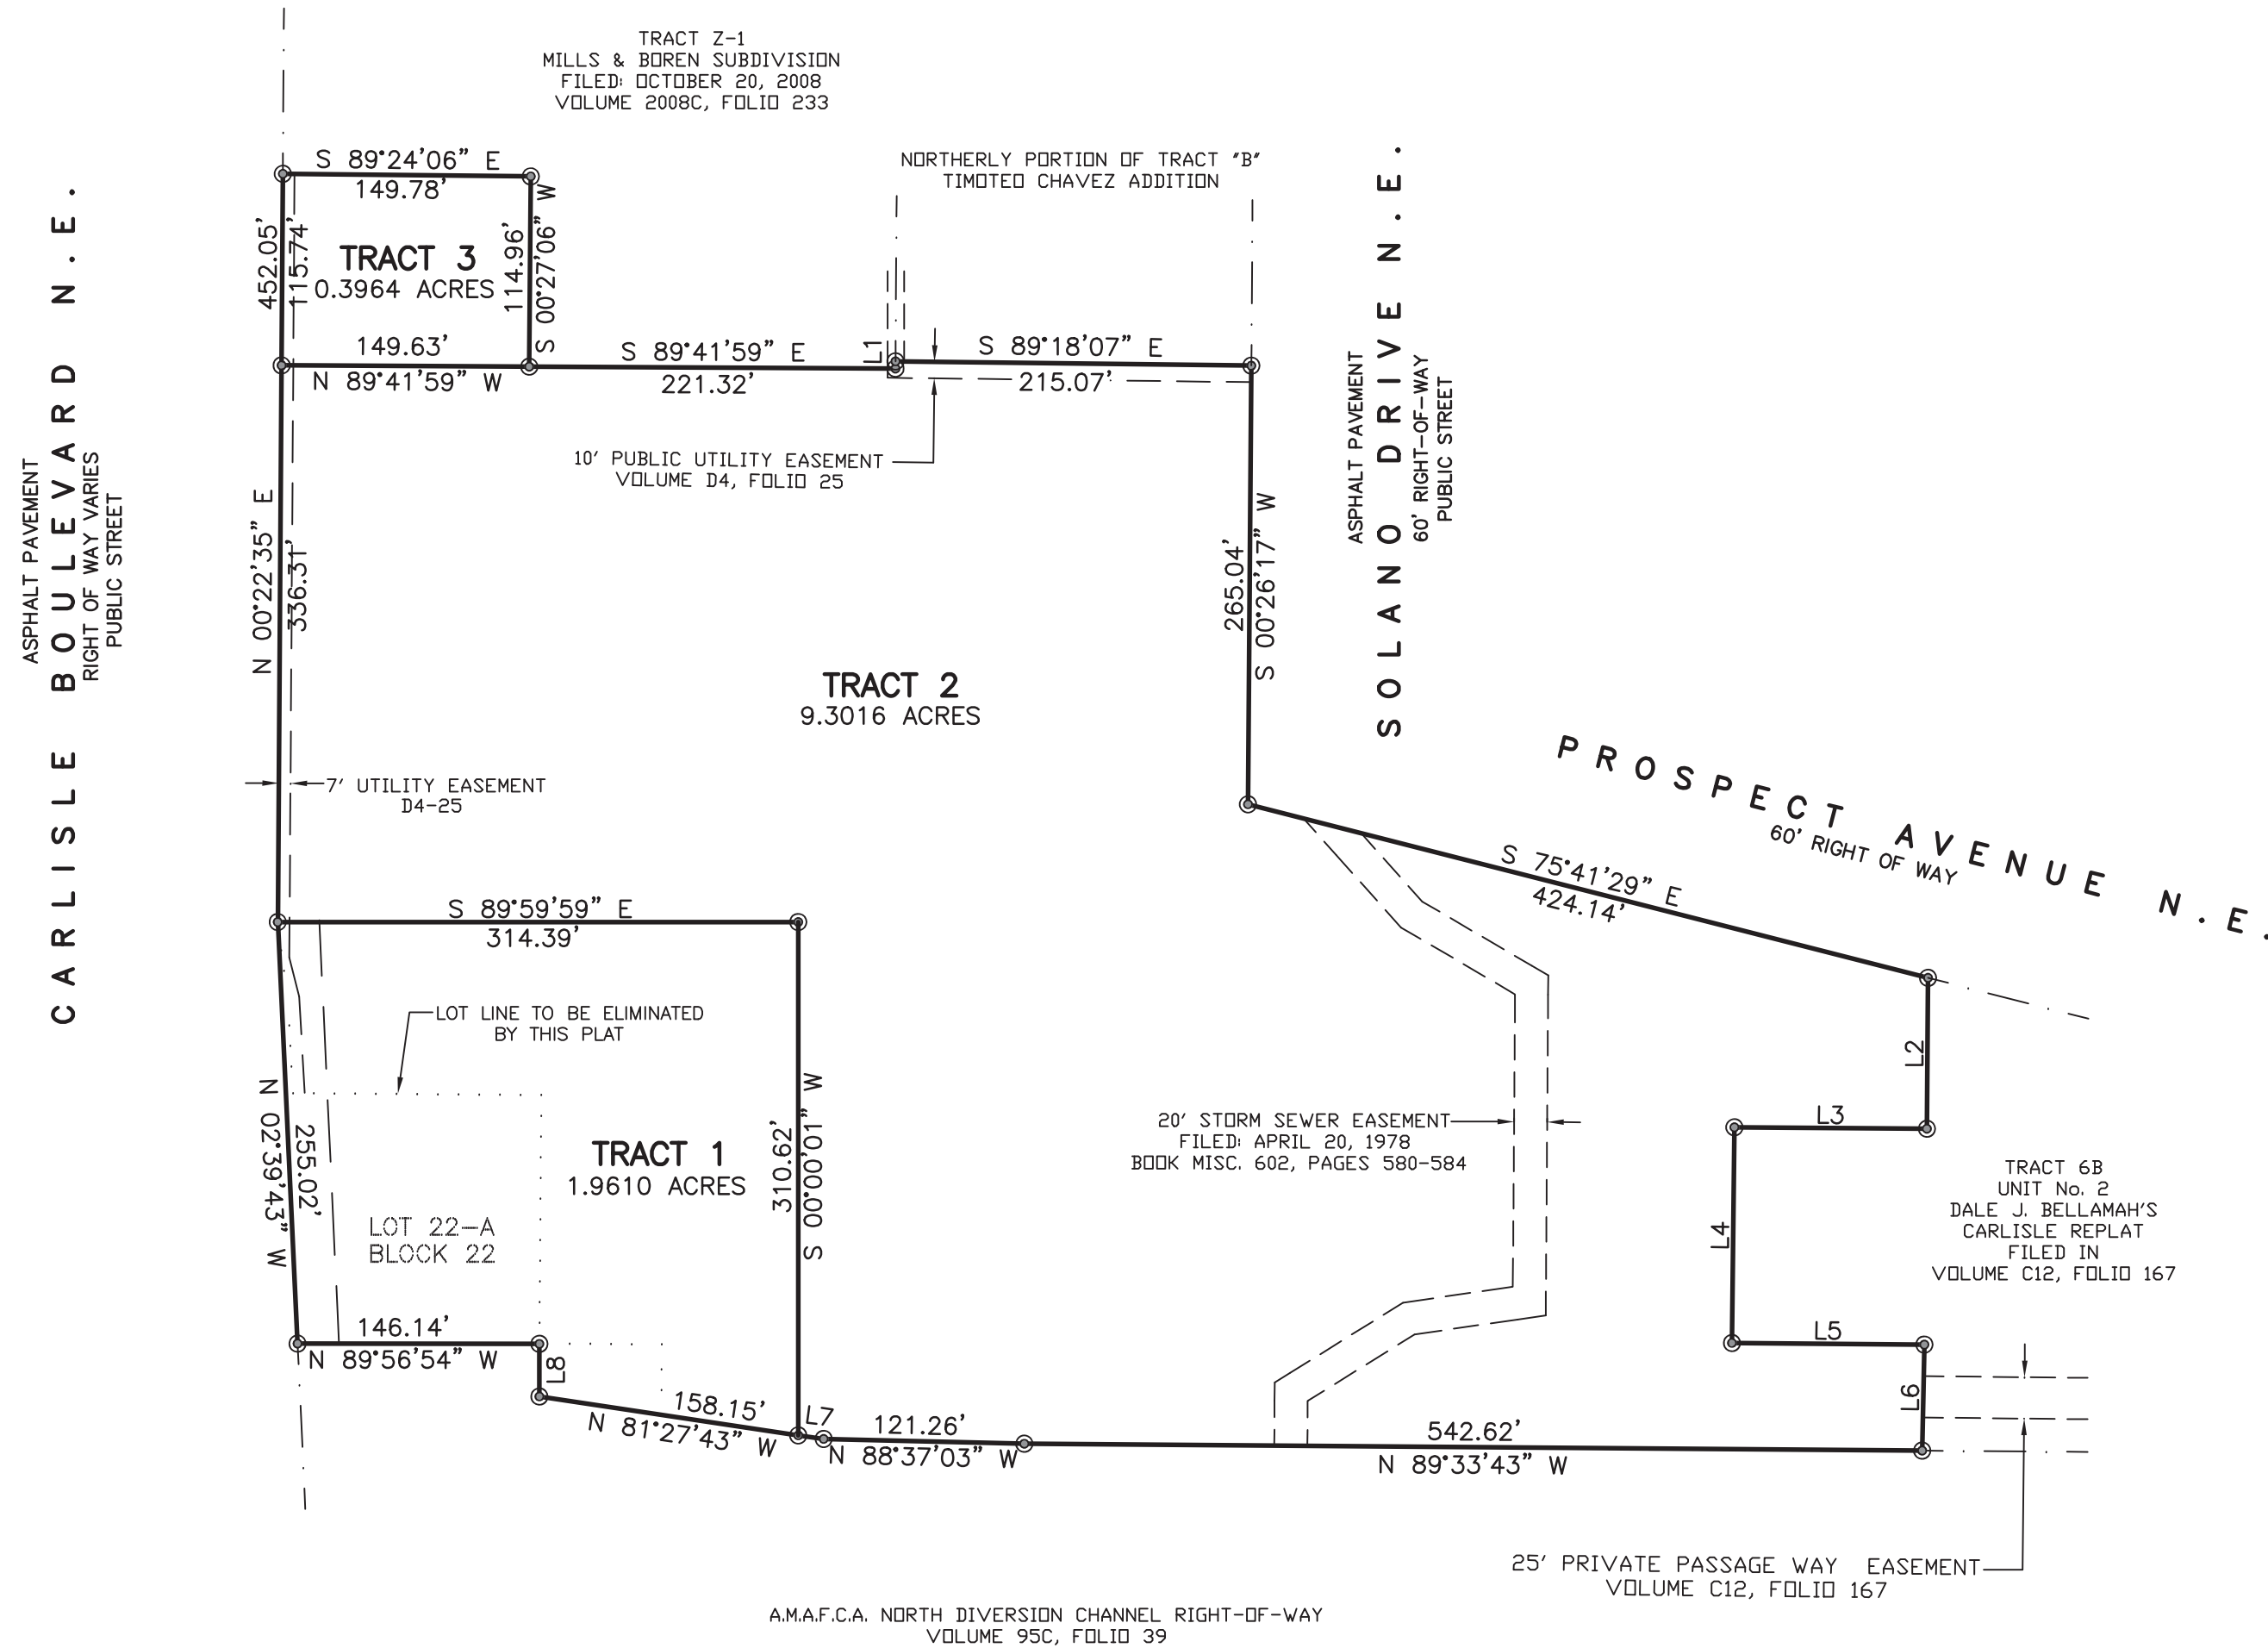 TRACT Z-1
MILLS & BOREN SUBDIVISION
FILED: OCTOBER 20, 2008
VOLUME 2008C, FOLIO 233
NORTHERLY PORTION OF TRACT "B"
TIMOTEO CHAVEZ ADDITION
S 89°24'06" E
149.78'
452.05'
115.74'
TRACT 3
0.3964 ACRES
114.96'
S 00°27'06" W
149.63'
N 89°41'59" W
S 89°41'59" E
221.32'
L1
S 89°18'07" E
215.07'
10' PUBLIC UTILITY EASEMENT
VOLUME D4, FOLIO 25
ASPHALT PAVEMENT
CARLISLE BOULEVARD N.E.
RIGHT OF WAY VARIES
PUBLIC STREET
N 00°22'35" E
336.31'
265.04'
S 00°26'17" W
ASPHALT PAVEMENT
SOLANO DRIVE N.E.
60' RIGHT-OF-WAY
PUBLIC STREET
TRACT 2
9.3016 ACRES
7' UTILITY EASEMENT
D4-25
PROSPECT AVENUE N.E.
60' RIGHT OF WAY
S 75°41'29" E
424.14'
S 89°59'59" E
314.39'
LOT LINE TO BE ELIMINATED
BY THIS PLAT
N 02°39'43" W
255.02'
TRACT 1
1.9610 ACRES
310.62'
S 00°00'01" W
LOT 22-A
BLOCK 22
20' STORM SEWER EASEMENT
FILED: APRIL 20, 1978
BOOK MISC. 602, PAGES 580-584
L2
L3
L4
L5
L6
TRACT 6B
UNIT No. 2
DALE J. BELLAMAH'S
CARLISLE REPLAT
FILED IN
VOLUME C12, FOLIO 167
146.14'
N 89°56'54" W
L8
158.15'
N 81°27'43" W
L7
121.26'
N 88°37'03" W
542.62'
N 89°33'43" W
25' PRIVATE PASSAGE WAY EASEMENT
VOLUME C12, FOLIO 167
A.M.A.F.C.A. NORTH DIVERSION CHANNEL RIGHT-OF-WAY
VOLUME 95C, FOLIO 39